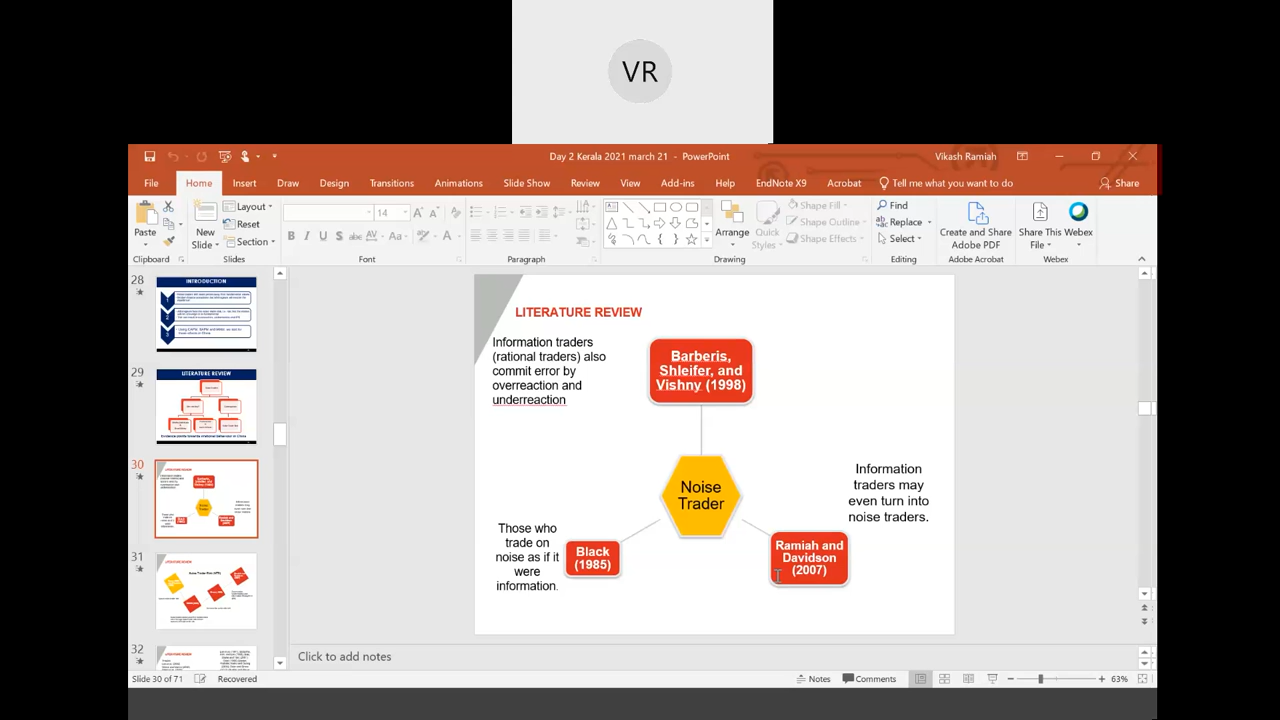 VR
Day 2 Kerala 2021 march 21 - PowerPoint
Vikash Ramiah
File Home Insert Draw Design Transitions Animations Slide Show Review View Add-ins Help EndNote X9 Acrobat Tell me what you want to do Share
Paste
New Slide
Layout
Reset
Section
14
Arrange
Quick Styles
Shape Fill
Shape Outline
Shape Effects
Find
Replace
Select
Create and Share Adobe PDF
Share This File
Webex
Clipboard Slides Font Paragraph Drawing Editing Adobe Acrobat Webex
28
INTRODUCTION
29
LITERATURE REVIEW
30
31
32
LITERATURE REVIEW
Information traders
(rational traders) also
commit error by
overreaction and
underreaction
Barberis,
Shleifer, and
Vishny (1998)
Noise
Trader
Information
traders may
even turn into
noise traders.
Those who
trade on
noise as if it
were
information.
Black
(1985)
Ramiah and
Davidson
(2007)
Click to add notes
Slide 30 of 71 Recovered Notes Comments 63%